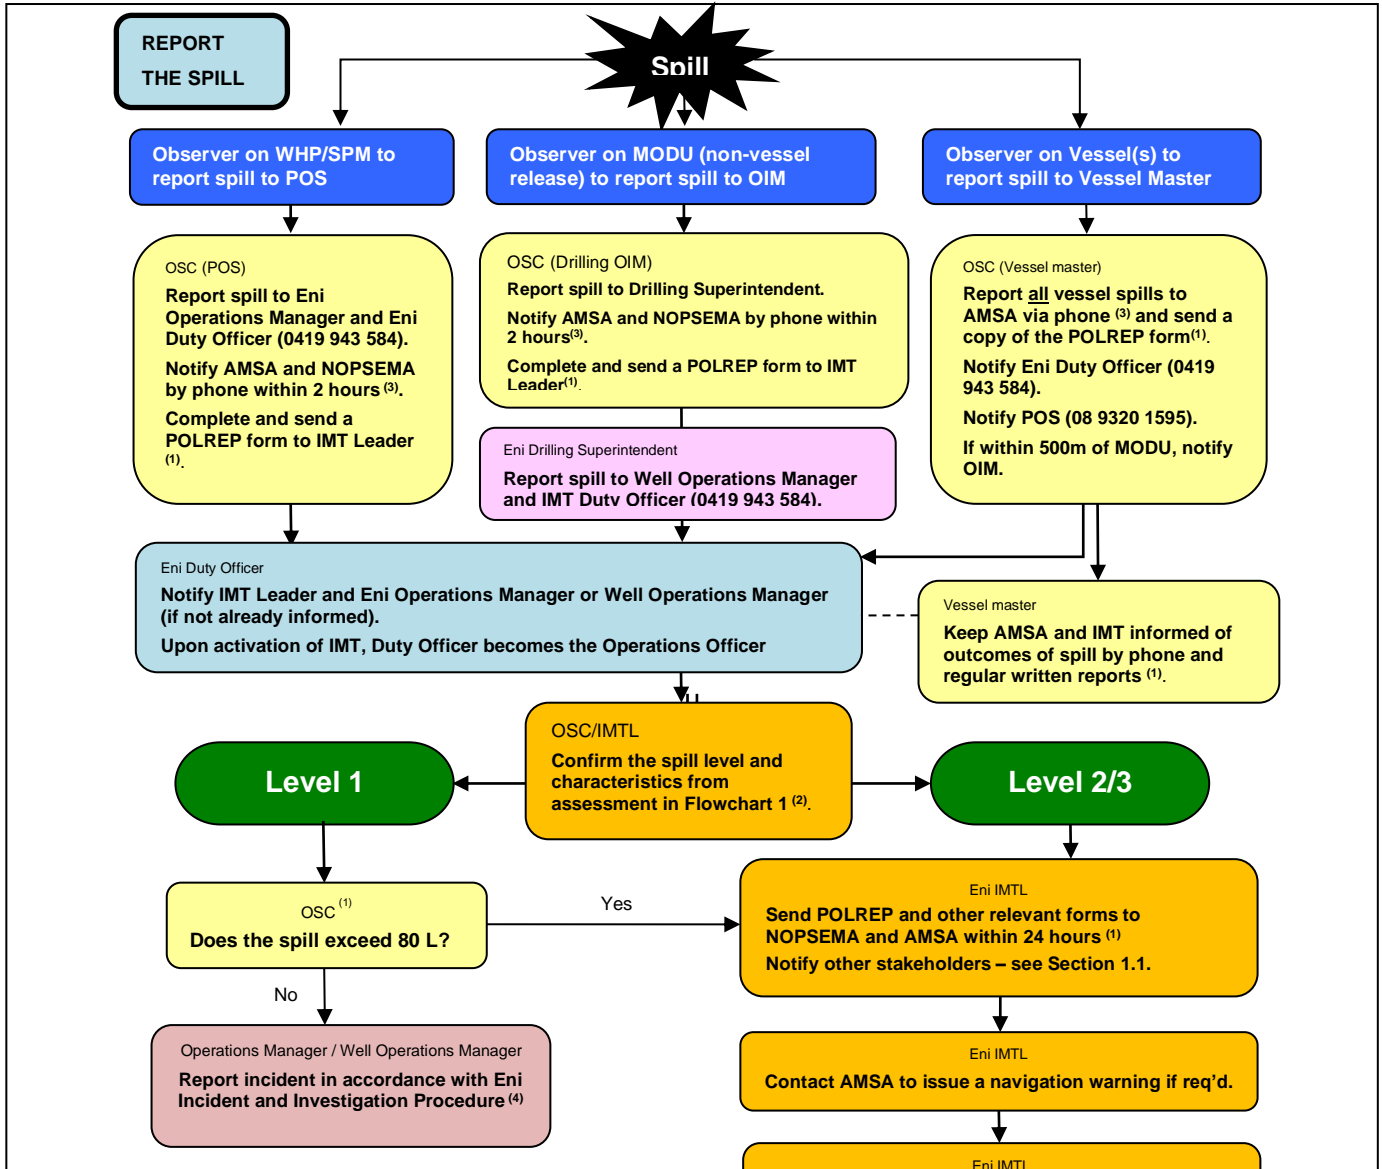 REPORT
THE SPILL
Spill
Observer on WHP/SPM to
report spill to POS
Observer on MODU (non-vessel
release) to report spill to OIM
Observer on Vessel(s) to
report spill to Vessel Master
OSC (POS)
Report spill to Eni
Operations Manager and Eni
Duty Officer (0419 943 584).
Notify AMSA and NOPSEMA
by phone within 2 hours (3).
Complete and send a
POLREP form to IMT Leader
(1).
OSC (Drilling OIM)
Report spill to Drilling Superintendent.
Notify AMSA and NOPSEMA by phone within
2 hours(3).
Complete and send a POLREP form to IMT
Leader(1).
Eni Drilling Superintendent
Report spill to Well Operations Manager
and IMT Duty Officer (0419 943 584).
OSC (Vessel master)
Report all vessel spills to
AMSA via phone (3) and send a
copy of the POLREP form(1).
Notify Eni Duty Officer (0419
943 584).
Notify POS (08 9320 1595).
If within 500m of MODU, notify
OIM.
Eni Duty Officer
Notify IMT Leader and Eni Operations Manager or Well Operations Manager
(if not already informed).
Upon activation of IMT, Duty Officer becomes the Operations Officer
Vessel master
Keep AMSA and IMT informed of
outcomes of spill by phone and
regular written reports (1).
OSC/IMTL
Confirm the spill level and
characteristics from
assessment in Flowchart 1 (2).
Level 1
Level 2/3
OSC (1)
Does the spill exceed 80 L?
Yes
No
Eni IMTL
Send POLREP and other relevant forms to
NOPSEMA and AMSA within 24 hours (1)
Notify other stakeholders – see Section 1.1.
Operations Manager / Well Operations Manager
Report incident in accordance with Eni
Incident and Investigation Procedure (4)
Eni IMTL
Contact AMSA to issue a navigation warning if req'd.
Eni IMTL